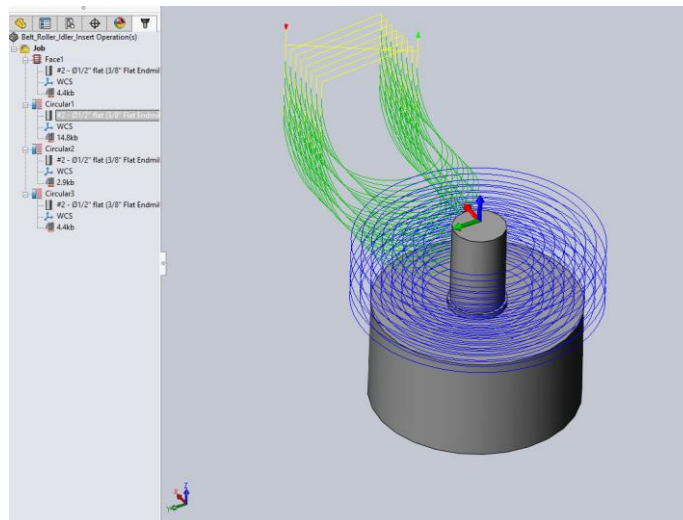 Belt_Roller_Idler_Insert Operation(s)
Job
Face1
#2 - Ø1/2" flat (3/8" Flat Endmil
WCS
4.4kb
Circular1
#2 - Ø1/2" flat (3/8" Flat Endmil
WCS
14.8kb
Circular2
#2 - Ø1/2" flat (3/8" Flat Endmil
WCS
2.9kb
Circular3
#2 - Ø1/2" flat (3/8" Flat Endmil
WCS
4.4kb
Z
X
Y